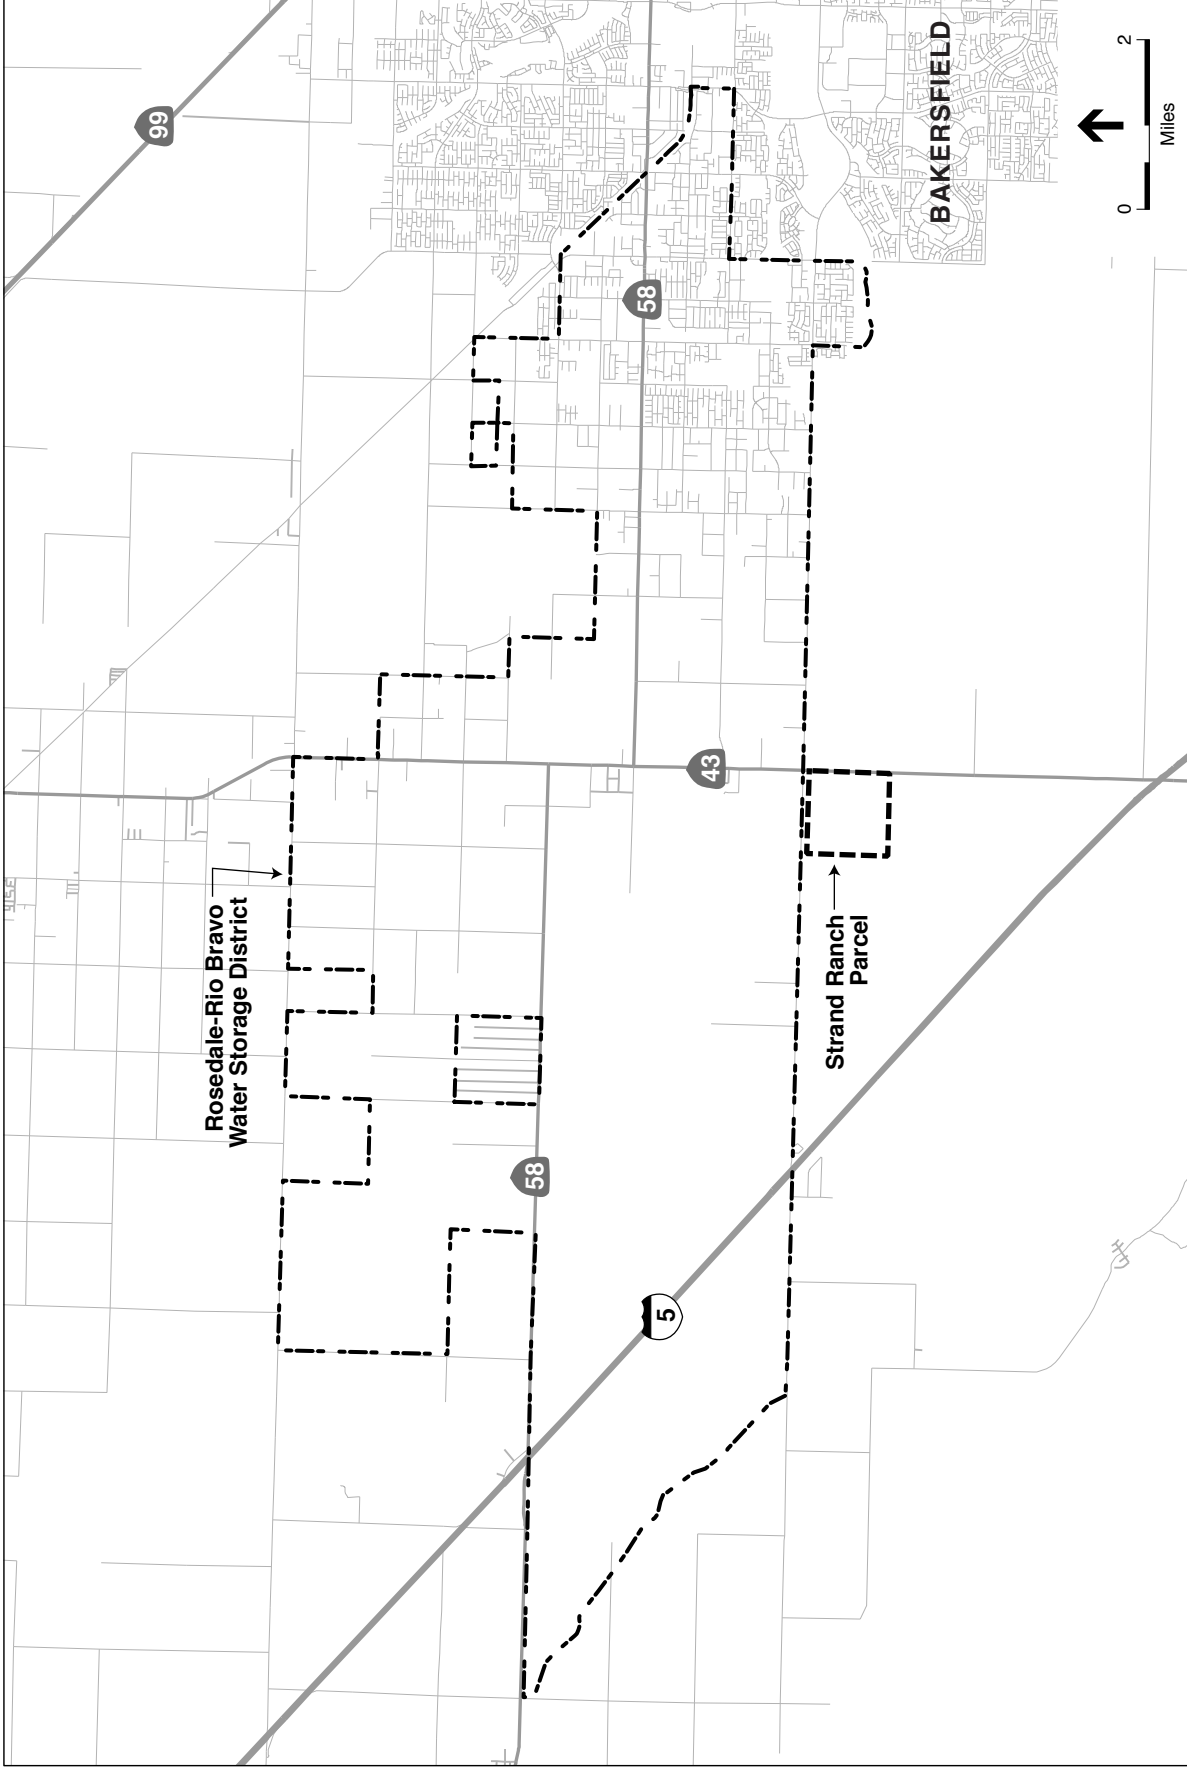 99
58
BAKERSFIELD
0
2
Miles
43
Rosedale-Rio Bravo
Water Storage District
Strand Ranch
Parcel
58
5